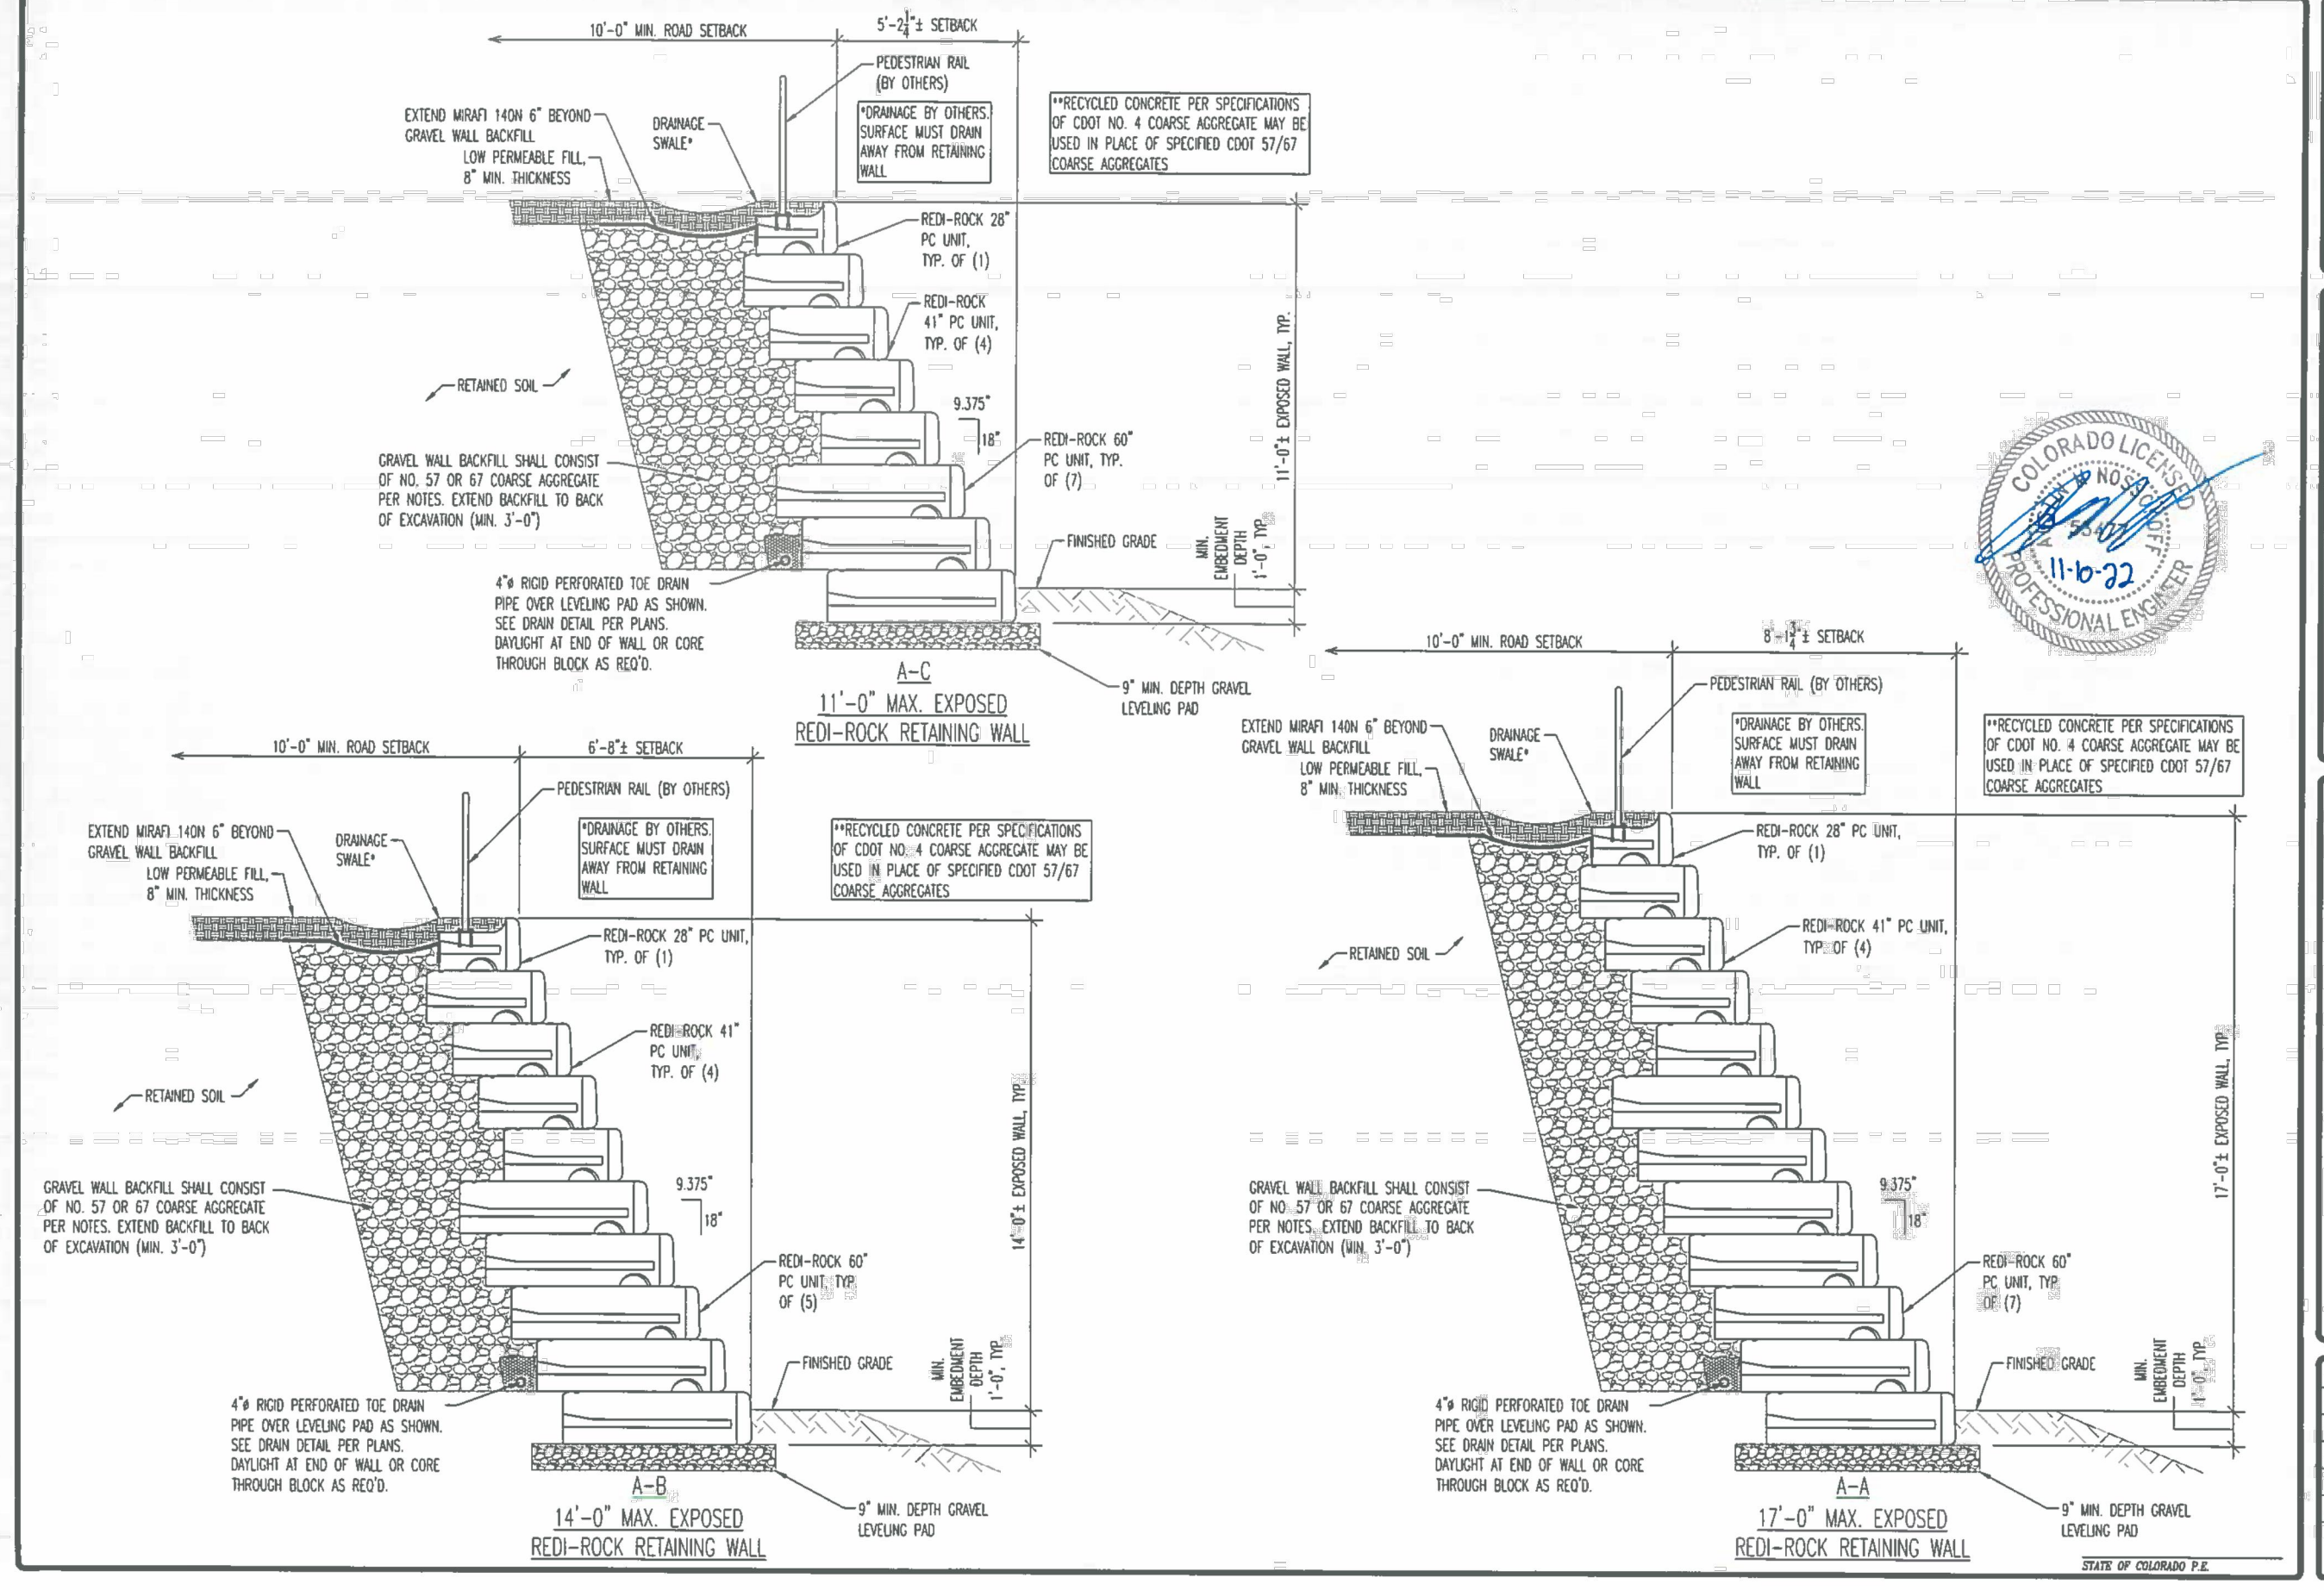 10'-0" MIN. ROAD SETBACK
5'-2¼"± SETBACK
PEDESTRIAN RAIL
(BY OTHERS)
EXTEND MIRAFI 140N 6" BEYOND
GRAVEL WALL BACKFILL
LOW PERMEABLE FILL,
8" MIN. THICKNESS
DRAINAGE
SWALE*
*DRAINAGE BY OTHERS.
SURFACE MUST DRAIN
AWAY FROM RETAINING
WALL
**RECYCLED CONCRETE PER SPECIFICATIONS
OF CDOT NO. 4 COARSE AGGREGATE MAY BE
USED IN PLACE OF SPECIFIED CDOT 57/67
COARSE AGGREGATES
REDI-ROCK 28"
PC UNIT,
TYP. OF (1)
REDI-ROCK
41" PC UNIT,
TYP. OF (4)
RETAINED SOIL
9.375"
18"
REDI-ROCK 60"
PC UNIT, TYP.
OF (7)
GRAVEL WALL BACKFILL SHALL CONSIST
OF NO. 57 OR 67 COARSE AGGREGATE
PER NOTES. EXTEND BACKFILL TO BACK
OF EXCAVATION (MIN. 3'-0")
11'-0"± EXPOSED WALL, TYP.
FINISHED GRADE
MIN.
EMBEDMENT
DEPTH
1'-0", TYP.
4"ø RIGID PERFORATED TOE DRAIN
PIPE OVER LEVELING PAD AS SHOWN.
SEE DRAIN DETAIL PER PLANS.
DAYLIGHT AT END OF WALL OR CORE
THROUGH BLOCK AS REQ'D.
9" MIN. DEPTH GRAVEL
LEVELING PAD
A-C
11'-0" MAX. EXPOSED
REDI-ROCK RETAINING WALL
COLORADO LICENSED
PROFESSIONAL ENGINEER
11-10-22
10'-0" MIN. ROAD SETBACK
6'-8"± SETBACK
PEDESTRIAN RAIL (BY OTHERS)
EXTEND MIRAFI 140N 6" BEYOND
GRAVEL WALL BACKFILL
LOW PERMEABLE FILL,
8" MIN. THICKNESS
DRAINAGE
SWALE*
*DRAINAGE BY OTHERS.
SURFACE MUST DRAIN
AWAY FROM RETAINING
WALL
**RECYCLED CONCRETE PER SPECIFICATIONS
OF CDOT NO. 4 COARSE AGGREGATE MAY BE
USED IN PLACE OF SPECIFIED CDOT 57/67
COARSE AGGREGATES
REDI-ROCK 28" PC UNIT,
TYP. OF (1)
REDI-ROCK 41"
PC UNIT,
TYP. OF (4)
RETAINED SOIL
9.375"
18"
GRAVEL WALL BACKFILL SHALL CONSIST
OF NO. 57 OR 67 COARSE AGGREGATE
PER NOTES. EXTEND BACKFILL TO BACK
OF EXCAVATION (MIN. 3'-0")
REDI-ROCK 60"
PC UNIT, TYP.
OF (5)
14'-0"± EXPOSED WALL, TYP.
FINISHED GRADE
MIN.
EMBEDMENT
DEPTH
1'-0", TYP.
4"ø RIGID PERFORATED TOE DRAIN
PIPE OVER LEVELING PAD AS SHOWN.
SEE DRAIN DETAIL PER PLANS.
DAYLIGHT AT END OF WALL OR CORE
THROUGH BLOCK AS REQ'D.
9" MIN. DEPTH GRAVEL
LEVELING PAD
A-B
14'-0" MAX. EXPOSED
REDI-ROCK RETAINING WALL
10'-0" MIN. ROAD SETBACK
8'-1¾"± SETBACK
PEDESTRIAN RAIL (BY OTHERS)
EXTEND MIRAFI 140N 6" BEYOND
GRAVEL WALL BACKFILL
LOW PERMEABLE FILL,
8" MIN. THICKNESS
DRAINAGE
SWALE*
*DRAINAGE BY OTHERS.
SURFACE MUST DRAIN
AWAY FROM RETAINING
WALL
**RECYCLED CONCRETE PER SPECIFICATIONS
OF CDOT NO. 4 COARSE AGGREGATE MAY BE
USED IN PLACE OF SPECIFIED CDOT 57/67
COARSE AGGREGATES
REDI-ROCK 28" PC UNIT,
TYP. OF (1)
REDI-ROCK 41" PC UNIT,
TYP. OF (4)
RETAINED SOIL
9.375"
18"
GRAVEL WALL BACKFILL SHALL CONSIST
OF NO. 57 OR 67 COARSE AGGREGATE
PER NOTES. EXTEND BACKFILL TO BACK
OF EXCAVATION (MIN. 3'-0")
REDI-ROCK 60"
PC UNIT, TYP.
OF (7)
17'-0"± EXPOSED WALL, TYP.
FINISHED GRADE
MIN.
EMBEDMENT
DEPTH
1'-0", TYP.
4"ø RIGID PERFORATED TOE DRAIN
PIPE OVER LEVELING PAD AS SHOWN.
SEE DRAIN DETAIL PER PLANS.
DAYLIGHT AT END OF WALL OR CORE
THROUGH BLOCK AS REQ'D.
9" MIN. DEPTH GRAVEL
LEVELING PAD
A-A
17'-0" MAX. EXPOSED
REDI-ROCK RETAINING WALL
STATE OF COLORADO P.E.